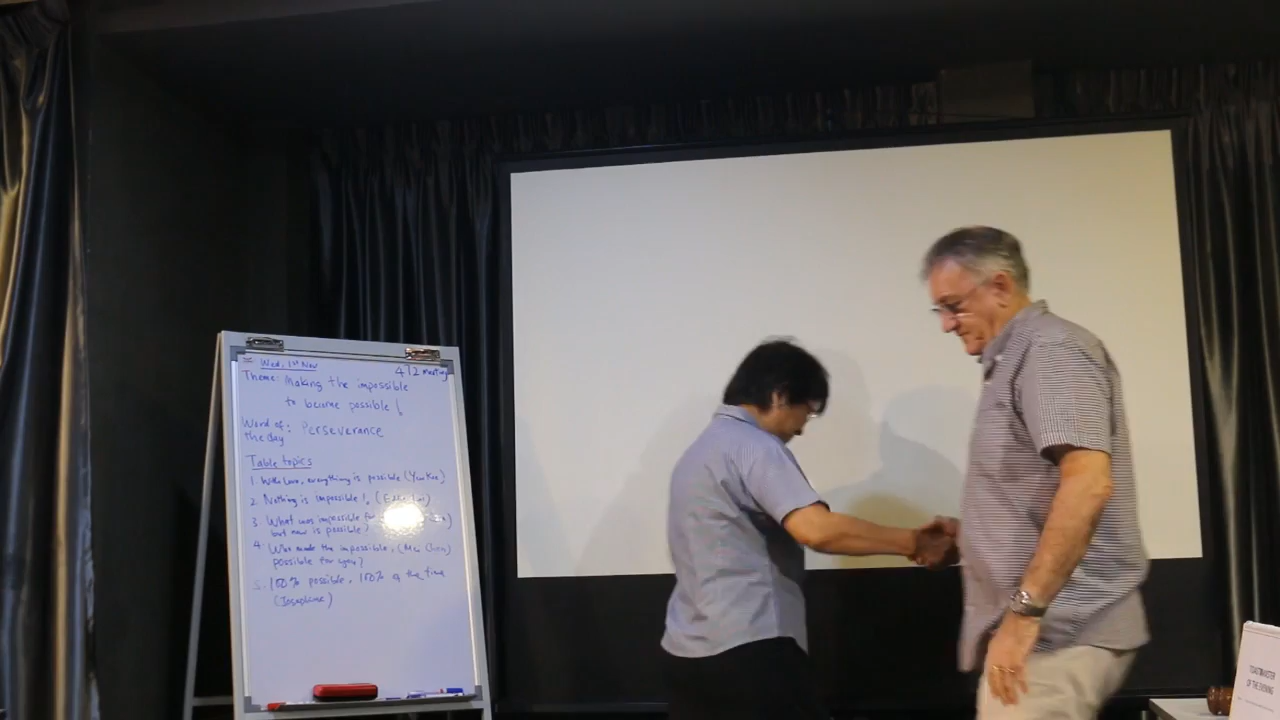 Wed, 1st Nov
412 meeting
Theme: Making the impossible
to become possible!
Word of the day: Perseverance
Table topics
1. With Love, everything is possible
2. Nothing is impossible!
3. What was impossible
but now is possible?
4. Who made the impossible,
possible for you?
5. 100% possible, 100% of the time
(Josephine)
TOASTMASTER
OF THE EVENING